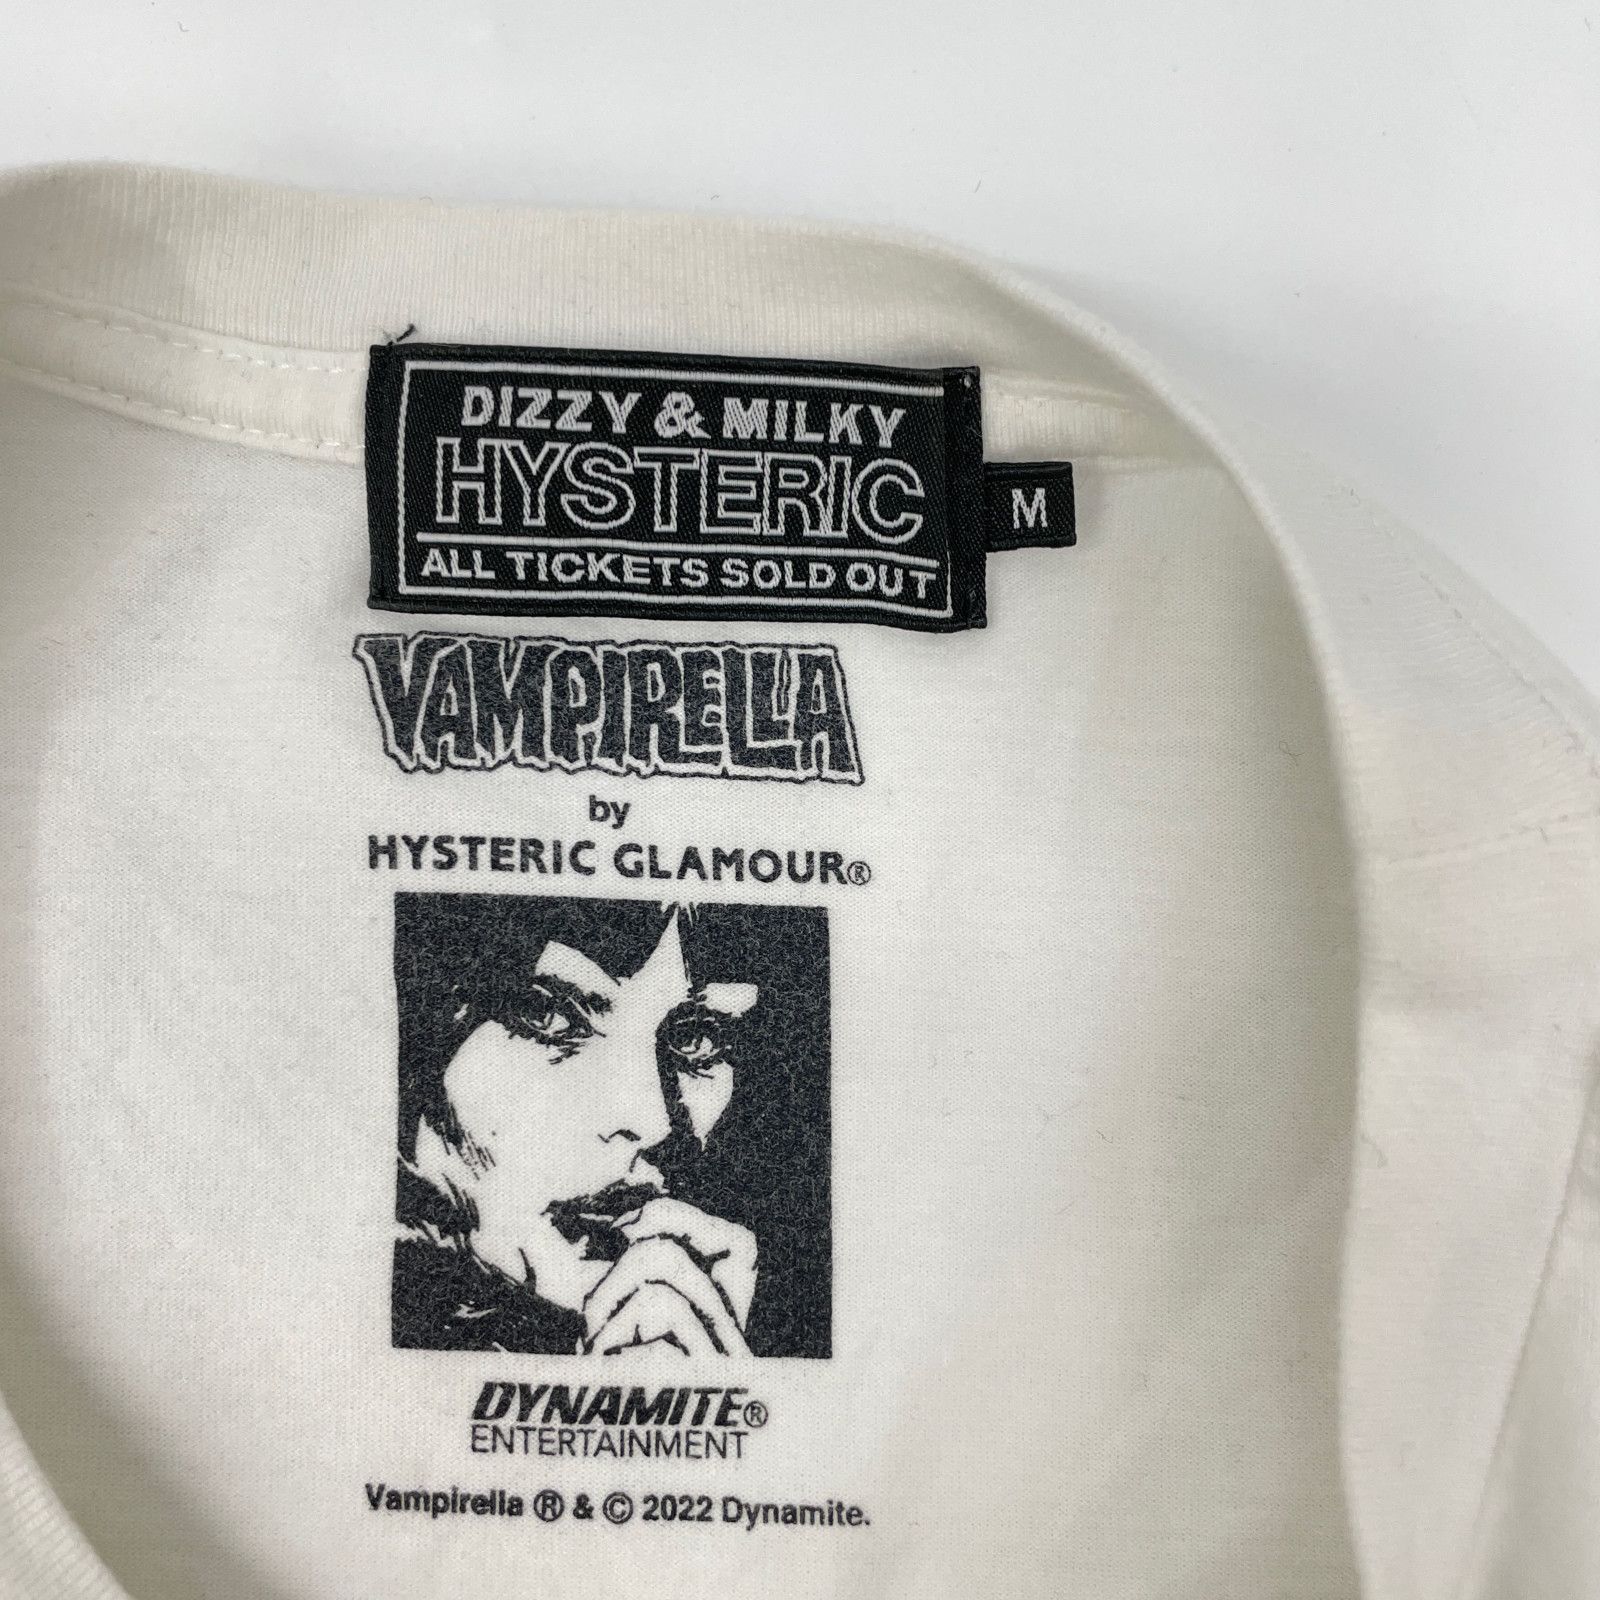 DIZZY & MILKY
HYSTERIC
ALL TICKETS SOLD OUT
M
VAMPIRELLA
by
HYSTERIC GLAMOUR®
DYNAMITE®
ENTERTAINMENT
Vampirella ® & © 2022 Dynamite.